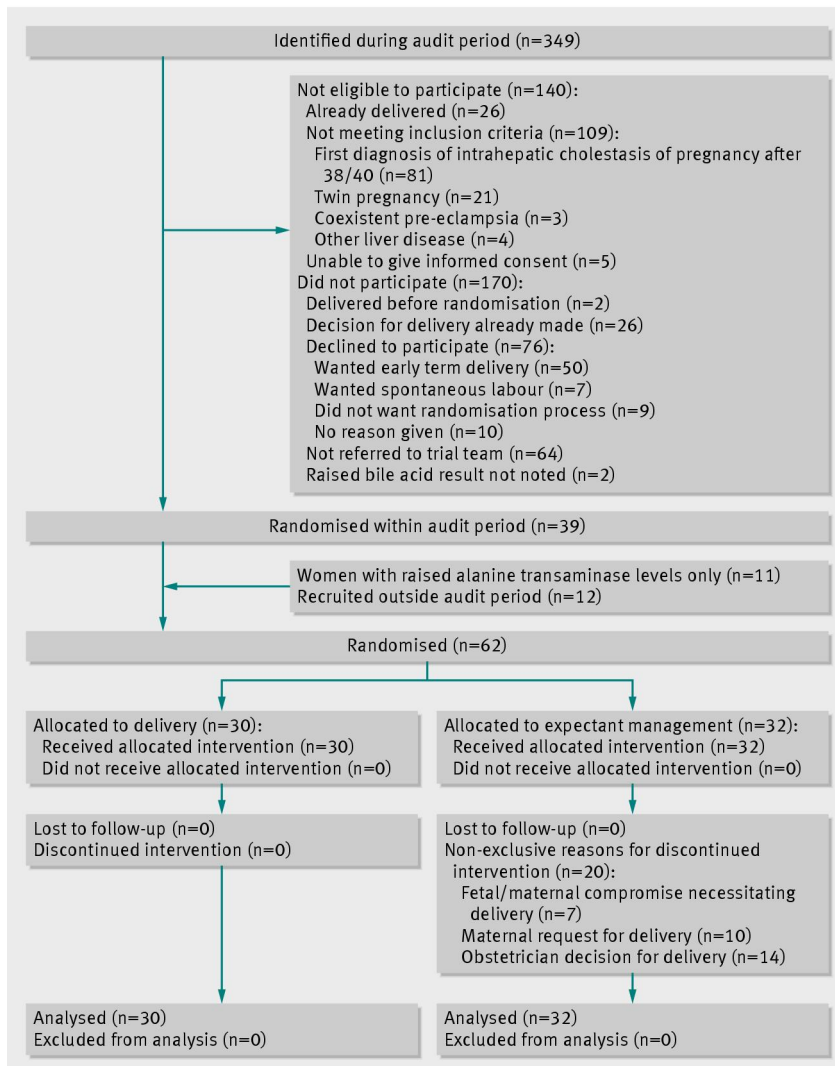 Identified during audit period (n=349)
Not eligible to participate (n=140):
Already delivered (n=26)
Not meeting inclusion criteria (n=109):
First diagnosis of intrahepatic cholestasis of pregnancy after
38/40 (n=81)
Twin pregnancy (n=21)
Coexistent pre-eclampsia (n=3)
Other liver disease (n=4)
Unable to give informed consent (n=5)
Did not participate (n=170):
Delivered before randomisation (n=2)
Decision for delivery already made (n=26)
Declined to participate (n=76):
Wanted early term delivery (n=50)
Wanted spontaneous labour (n=7)
Did not want randomisation process (n=9)
No reason given (n=10)
Not referred to trial team (n=64)
Raised bile acid result not noted (n=2)
Randomised within audit period (n=39)
Women with raised alanine transaminase levels only (n=11)
Recruited outside audit period (n=12)
Randomised (n=62)
Allocated to delivery (n=30):
Received allocated intervention (n=30)
Did not receive allocated intervention (n=0)
Allocated to expectant management (n=32):
Received allocated intervention (n=32)
Did not receive allocated intervention (n=0)
Lost to follow-up (n=0)
Discontinued intervention (n=0)
Lost to follow-up (n=0)
Non-exclusive reasons for discontinued
intervention (n=20):
Fetal/maternal compromise necessitating
delivery (n=7)
Maternal request for delivery (n=10)
Obstetrician decision for delivery (n=14)
Analysed (n=30)
Excluded from analysis (n=0)
Analysed (n=32)
Excluded from analysis (n=0)